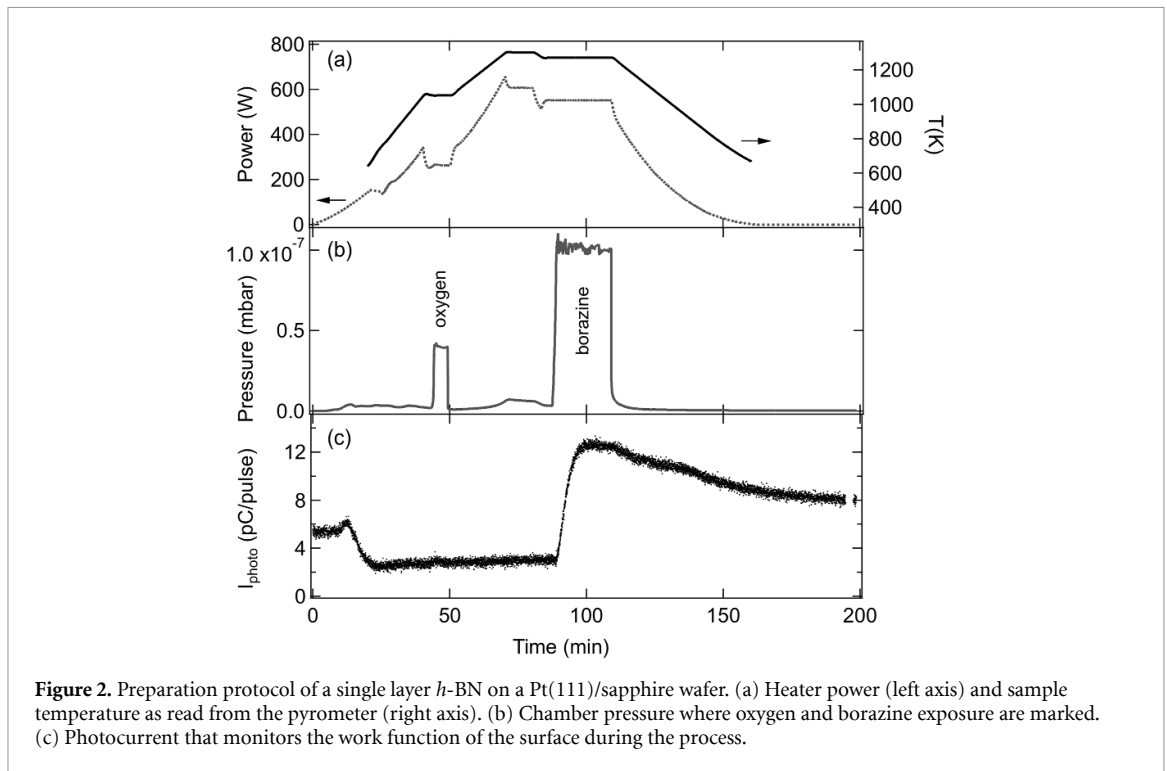 800
600
400
200
0
Power (W)
(a)
1200
1000
800
600
400
T(K)
1.0 x10⁻⁷
0.5
0.0
Pressure (mbar)
(b)
oxygen
borazine
12
8
4
0
I_photo (pC/pulse)
(c)
0 50 100 150 200
Time (min)
Figure 2. Preparation protocol of a single layer h-BN on a Pt(111)/sapphire wafer. (a) Heater power (left axis) and sample
temperature as read from the pyrometer (right axis). (b) Chamber pressure where oxygen and borazine exposure are marked.
(c) Photocurrent that monitors the work function of the surface during the process.